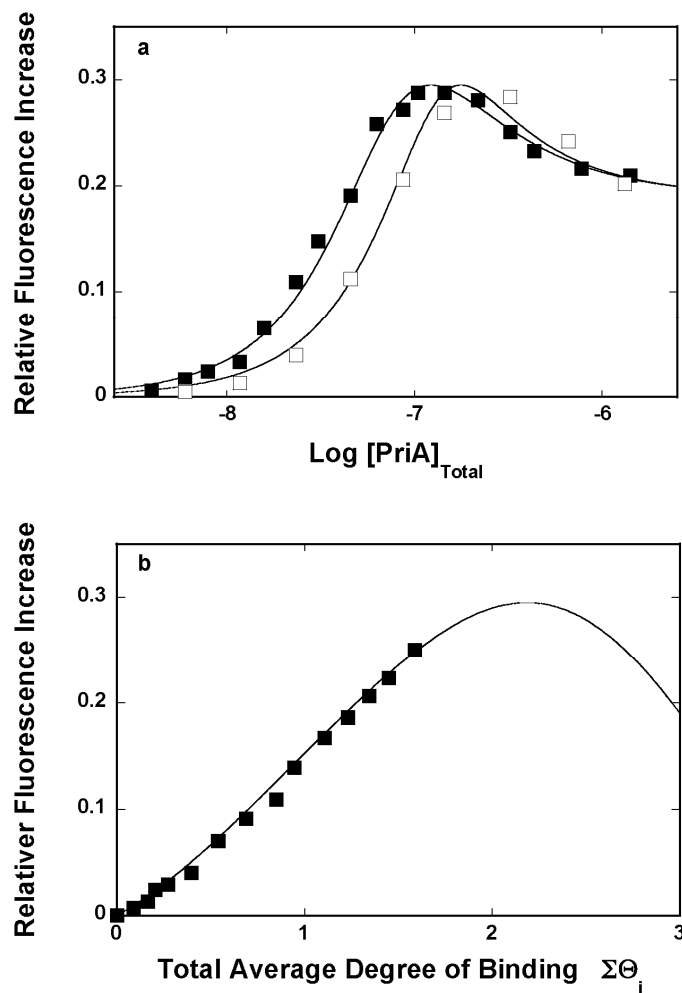 a
0.3
0.2
0.1
0
-8
-7
-6
Relative Fluorescence Increase
Log [PriA]Total
b
0.3
0.2
0.1
0
0
1
2
3
Relativer Fluorescence Increase
Total Average Degree of Binding ΣΘi